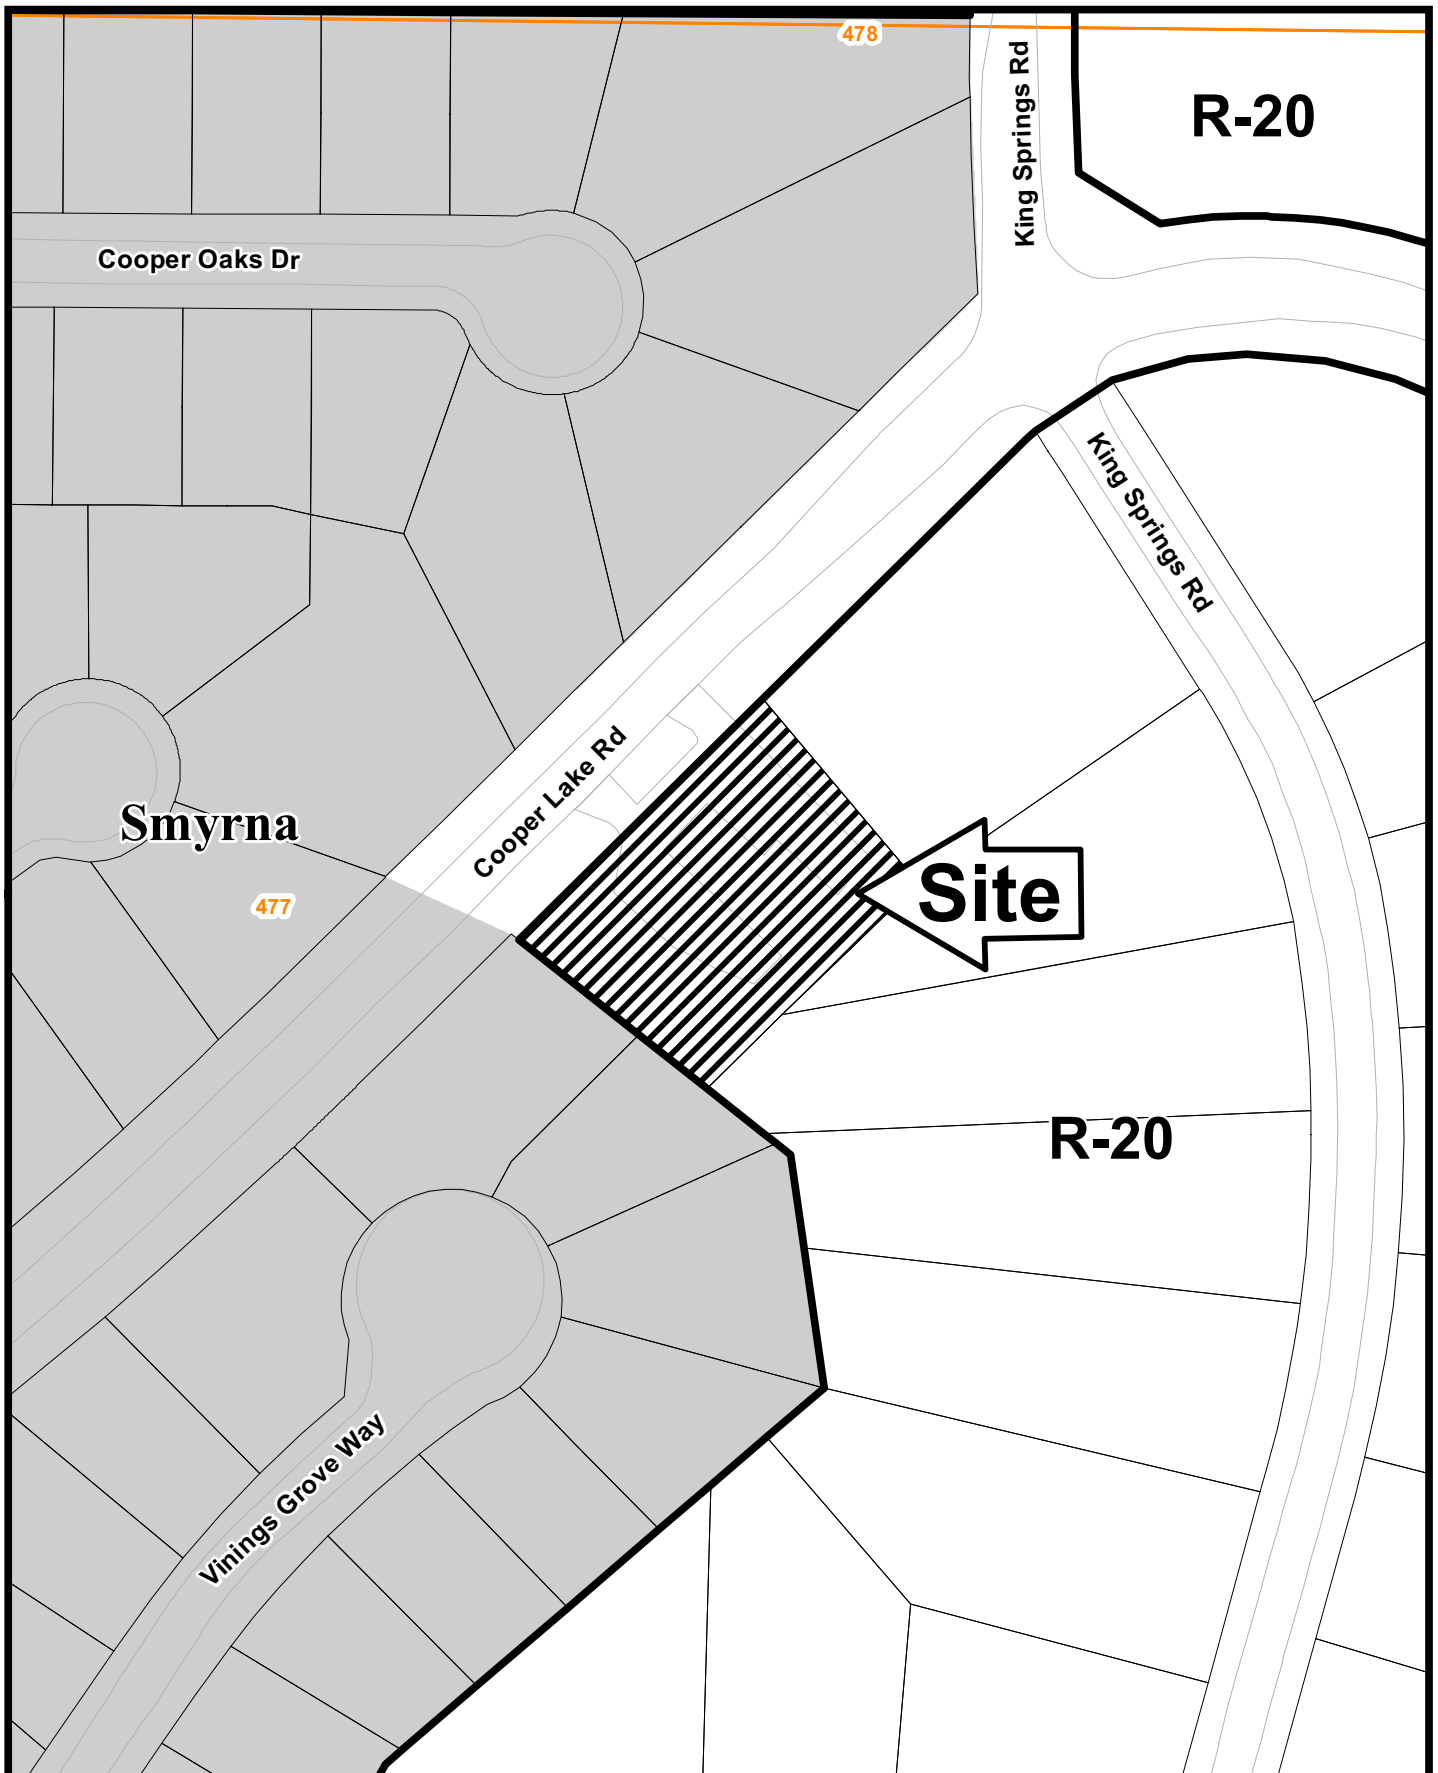 478
King Springs Rd
R-20
Cooper Oaks Dr
King Springs Rd
Cooper Lake Rd
Smyrna
477
Site
R-20
Vinings Grove Way